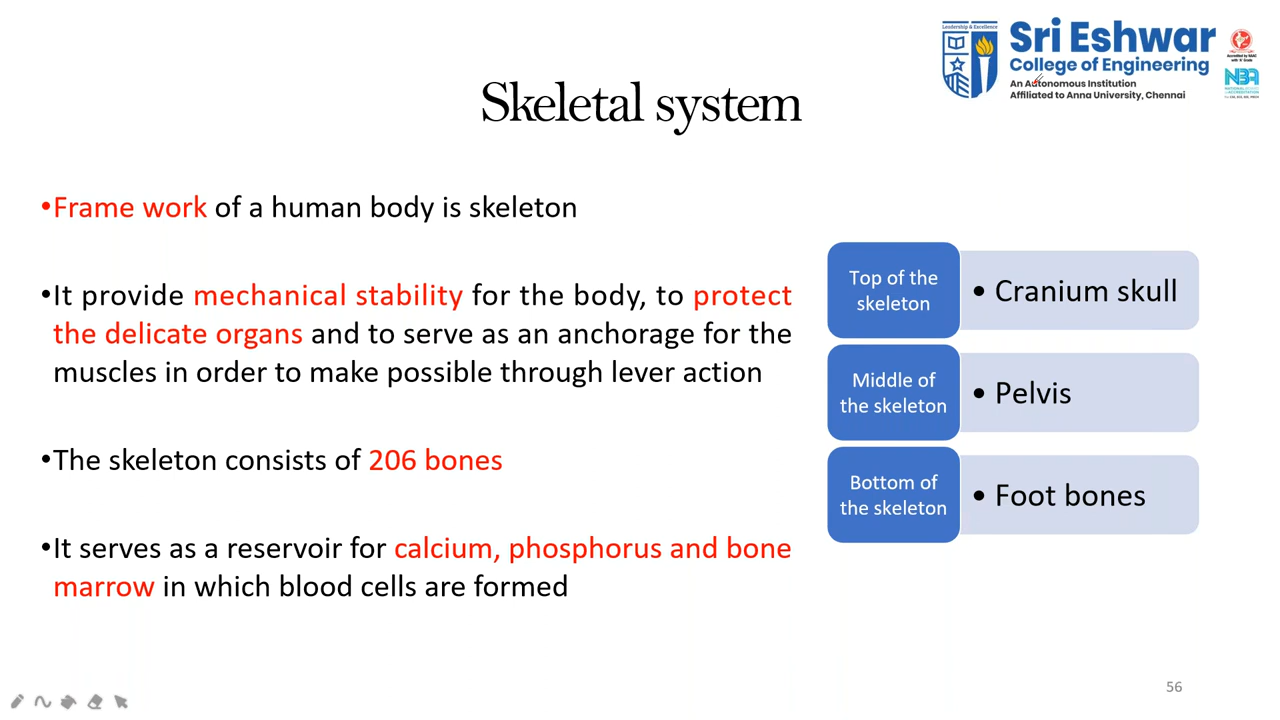 Leadership & Excellence
Sri Eshwar
College of Engineering
An Autonomous Institution
Affiliated to Anna University, Chennai
NBA
Skeletal system
•Frame work of a human body is skeleton
•It provide mechanical stability for the body, to protect
the delicate organs and to serve as an anchorage for the
muscles in order to make possible through lever action
•The skeleton consists of 206 bones
•It serves as a reservoir for calcium, phosphorus and bone
marrow in which blood cells are formed
Top of the
skeleton
• Cranium skull
Middle of
the skeleton
• Pelvis
Bottom of
the skeleton
• Foot bones
56